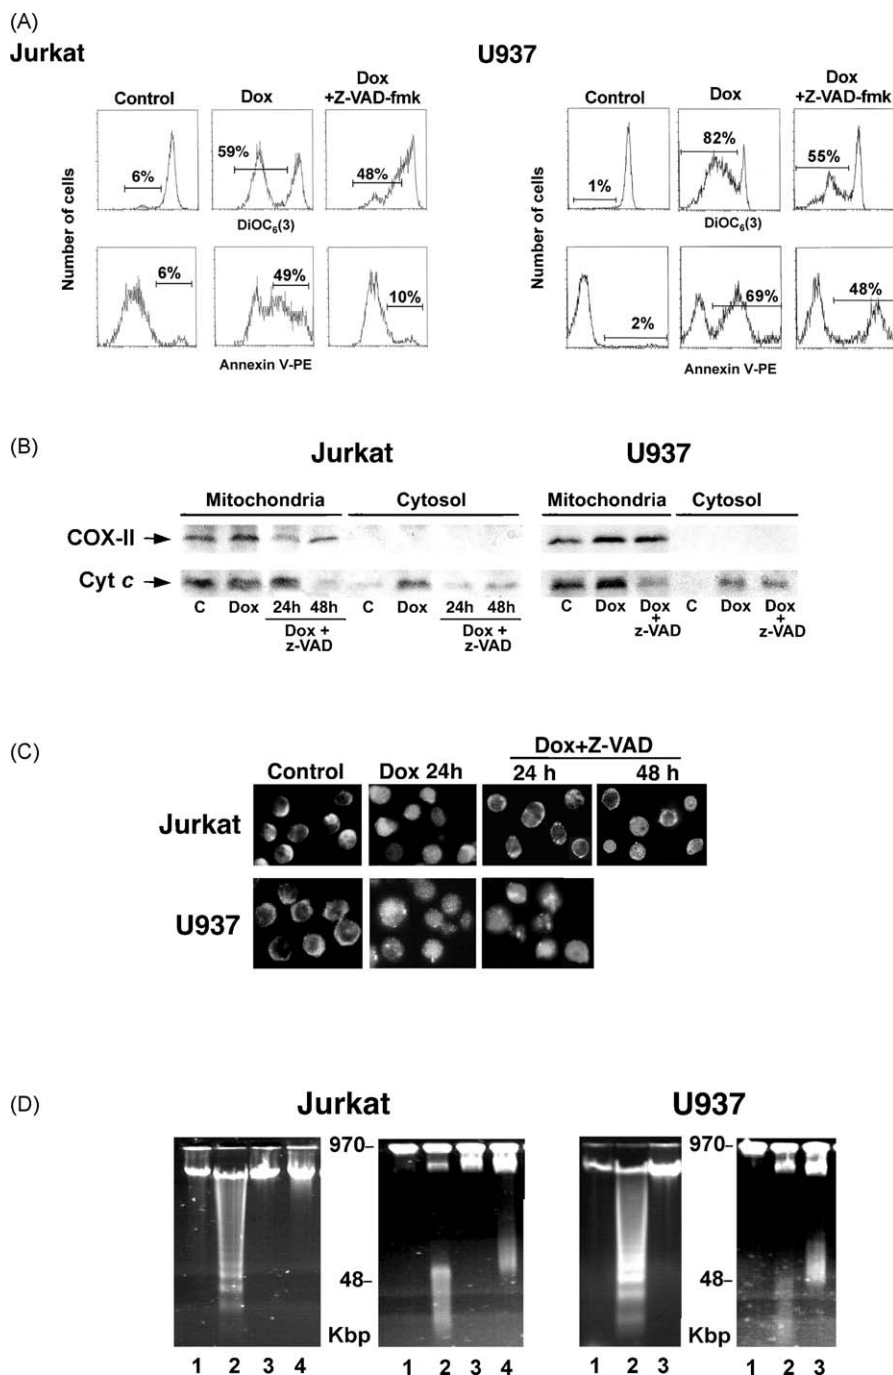 (A)
Jurkat
U937
Control Dox Dox +Z-VAD-fmk
Dox Dox +Z-VAD-fmk
Control
Number of cells
6% 59% 48%
DiOC6(3)
6% 49% 10%
Annexin V-PE
Number of cells
1% 82% 55%
DiOC6(3)
2% 69% 48%
Annexin V-PE
(B)
Jurkat U937
Mitochondria Cytosol Mitochondria Cytosol
COX-II
Cyt c
C Dox 24h 48h C Dox 24h 48h C Dox Dox + z-VAD C Dox Dox + z-VAD
Dox + z-VAD Dox + z-VAD
(C)
Dox+Z-VAD
Control Dox 24h 24 h 48 h
Jurkat
U937
(D)
Jurkat U937
970– 970–
48– 48–
Kbp Kbp
1 2 3 4 1 2 3 4 1 2 3 1 2 3